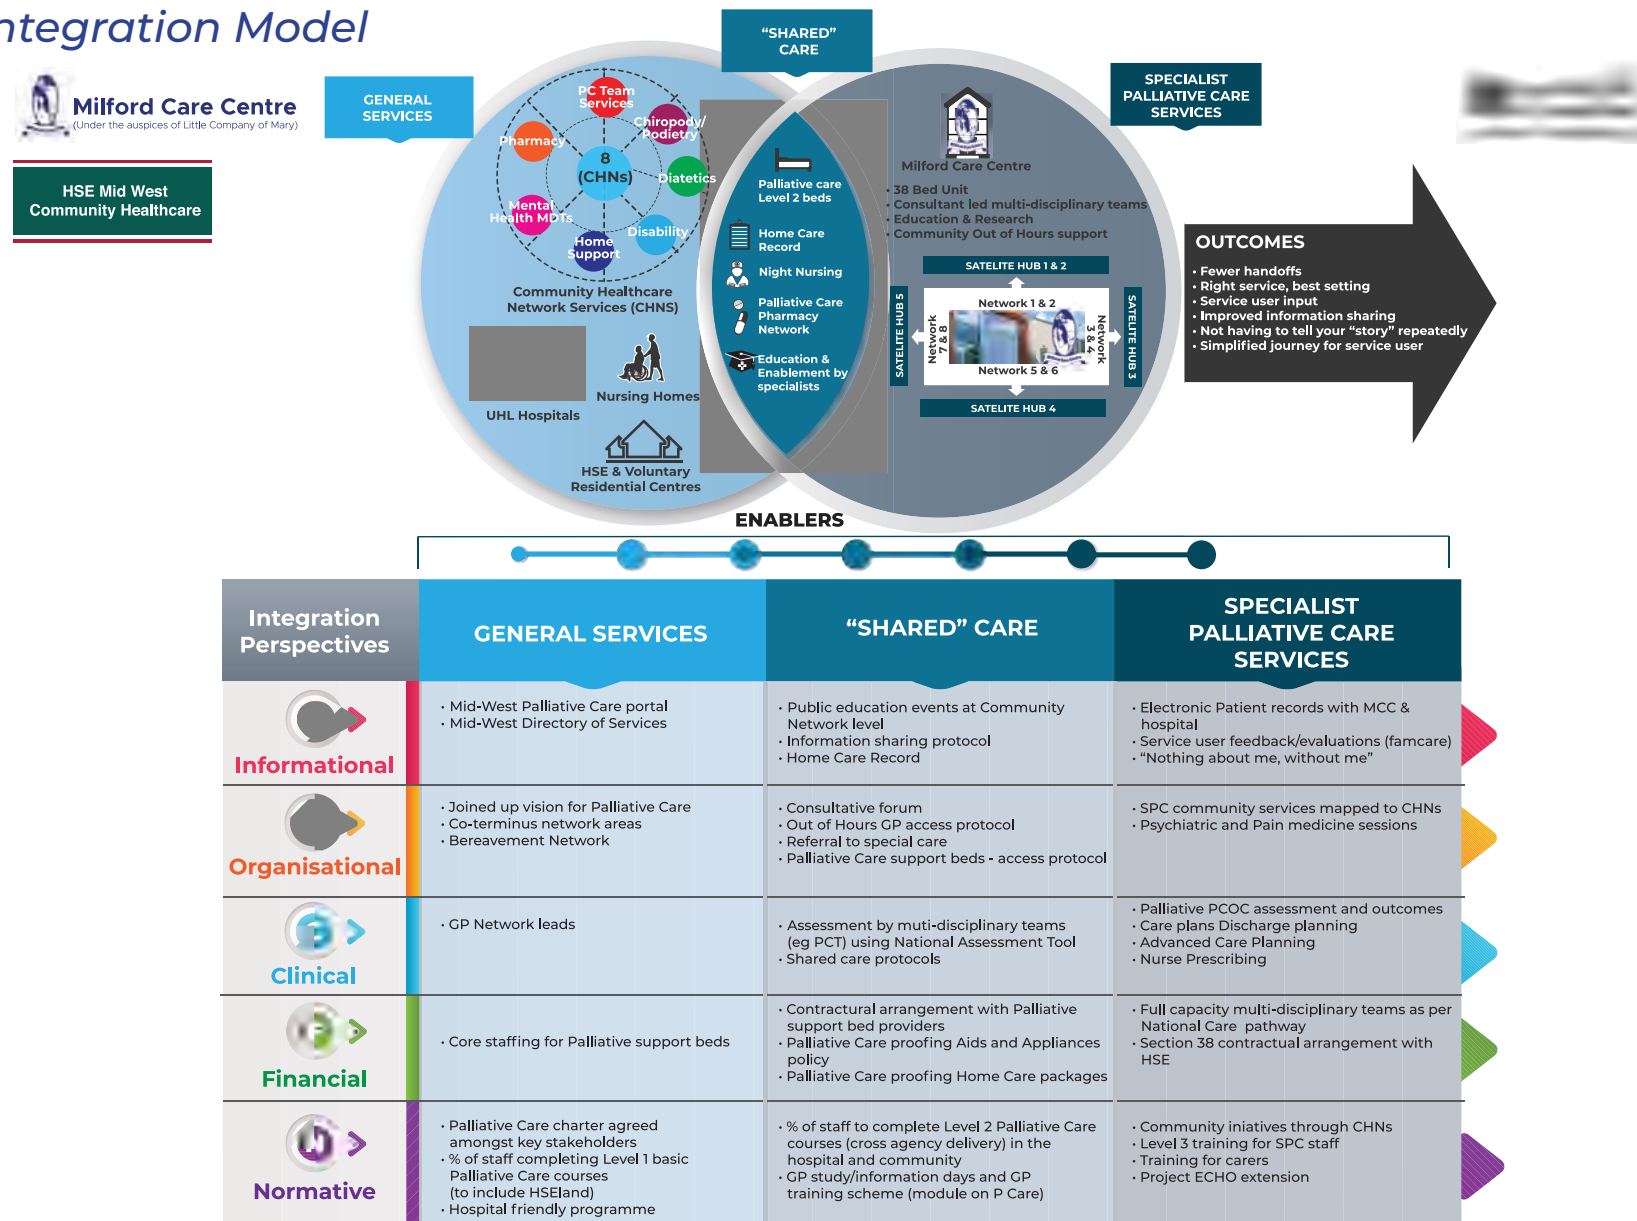 ntegration Model
Milford Care Centre
(Under the auspices of Little Company of Mary)
HSE Mid West
Community Healthcare
GENERAL
SERVICES
“SHARED”
CARE
SPECIALIST
PALLIATIVE CARE
SERVICES
PC Team
Services
Chiropody/
Podietry
Pharmacy
8
(CHNs)
Diatetics
Mental
Health MDTs
Disability
Home
Support
Community Healthcare
Network Services (CHNS)
UHL Hospitals
Nursing Homes
HSE & Voluntary
Residential Centres
Palliative care
Level 2 beds
Home Care
Record
Night Nursing
Palliative Care
Pharmacy
Network
Education &
Enablement by
specialists
Milford Care Centre
• 38 Bed Unit
• Consultant led multi-disciplinary teams
• Education & Research
• Community Out of Hours support
SATELITE HUB 1 & 2
SATELITE HUB 5
Network 1 & 2
Network
7 & 8
Network
3 & 4
Network 5 & 6
SATELITE HUB 3
SATELITE HUB 4
OUTCOMES
• Fewer handoffs
• Right service, best setting
• Service user input
• Improved information sharing
• Not having to tell your “story” repeatedly
• Simplified journey for service user
ENABLERS
Integration
Perspectives
GENERAL SERVICES
“SHARED” CARE
SPECIALIST
PALLIATIVE CARE
SERVICES
Informational
• Mid-West Palliative Care portal
• Mid-West Directory of Services
• Public education events at Community
Network level
• Information sharing protocol
• Home Care Record
• Electronic Patient records with MCC &
hospital
• Service user feedback/evaluations (famcare)
• “Nothing about me, without me”
Organisational
• Joined up vision for Palliative Care
• Co-terminus network areas
• Bereavement Network
• Consultative forum
• Out of Hours GP access protocol
• Referral to special care
• Palliative Care support beds - access protocol
• SPC community services mapped to CHNs
• Psychiatric and Pain medicine sessions
Clinical
• GP Network leads
• Assessment by muti-disciplinary teams
(eg PCT) using National Assessment Tool
• Shared care protocols
• Palliative PCOC assessment and outcomes
• Care plans Discharge planning
• Advanced Care Planning
• Nurse Prescribing
Financial
• Core staffing for Palliative support beds
• Contractural arrangement with Palliative
support bed providers
• Palliative Care proofing Aids and Appliances
policy
• Palliative Care proofing Home Care packages
• Full capacity multi-disciplinary teams as per
National Care pathway
• Section 38 contractual arrangement with
HSE
Normative
• Palliative Care charter agreed
amongst key stakeholders
• % of staff completing Level 1 basic
Palliative Care courses
(to include HSEland)
• Hospital friendly programme
• % of staff to complete Level 2 Palliative Care
courses (cross agency delivery) in the
hospital and community
• GP study/information days and GP
training scheme (module on P Care)
• Community iniatives through CHNs
• Level 3 training for SPC staff
• Training for carers
• Project ECHO extension